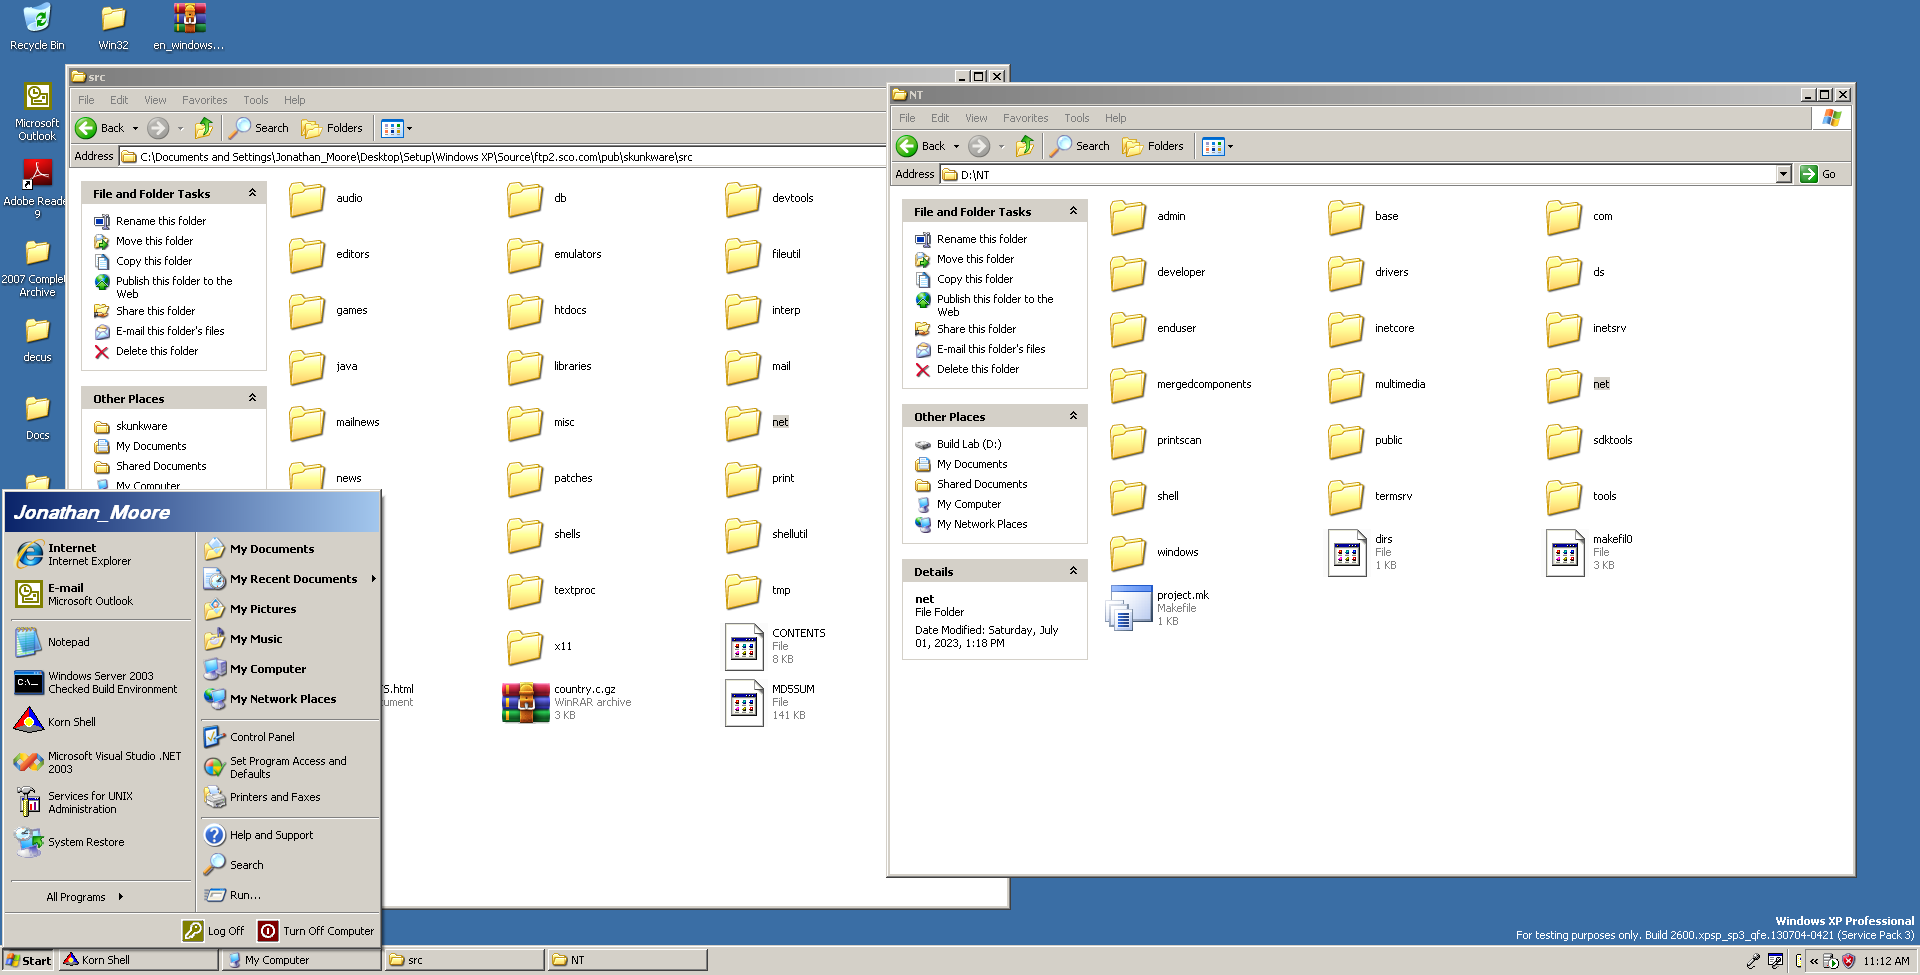 Recycle Bin
Win32
en_windows...
Microsoft
Outlook
Adobe Reade
9
2007 Comple
Archive
decus
Docs
src
File Edit View Favorites Tools Help
Back Search Folders
Address C:\Documents and Settings\Jonathan_Moore\Desktop\Setup\Windows XP\Source\ftp2.sco.com\pub\skunkware\src
File and Folder Tasks
Rename this folder
Move this folder
Copy this folder
Publish this folder to the
Web
Share this folder
E-mail this folder's files
Delete this folder
Other Places
skunkware
My Documents
Shared Documents
My Computer
audio
db
devtools
editors
emulators
fileutil
games
htdocs
interp
java
libraries
mail
mailnews
misc
net
news
patches
print
shells
shellutil
textproc
tmp
x11
CONTENTS
File
8 KB
S.html
ument
country.c.gz
WinRAR archive
3 KB
MD5SUM
File
141 KB
NT
File Edit View Favorites Tools Help
Back Search Folders
Address D:\NT Go
File and Folder Tasks
Rename this folder
Move this folder
Copy this folder
Publish this folder to the
Web
Share this folder
E-mail this folder's files
Delete this folder
Other Places
Build Lab (D:)
My Documents
Shared Documents
My Computer
My Network Places
Details
net
File Folder
Date Modified: Saturday, July
01, 2023, 1:18 PM
admin
base
com
developer
drivers
ds
enduser
inetcore
inetsrv
mergedcomponents
multimedia
net
printscan
public
sdktools
shell
termsrv
tools
windows
dirs
File
1 KB
makefil0
File
3 KB
project.mk
Makefile
1 KB
Jonathan_Moore
Internet
Internet Explorer
E-mail
Microsoft Outlook
Notepad
Windows Server 2003
Checked Build Environment
Korn Shell
Microsoft Visual Studio .NET
2003
Services for UNIX
Administration
System Restore
All Programs
My Documents
My Recent Documents
My Pictures
My Music
My Computer
My Network Places
Control Panel
Set Program Access and
Defaults
Printers and Faxes
Help and Support
Search
Run...
Log Off Turn Off Computer
Windows XP Professional
For testing purposes only. Build 2600.xpsp_sp3_qfe.130704-0421 (Service Pack 3)
Start Korn Shell My Computer src NT « 11:12 AM